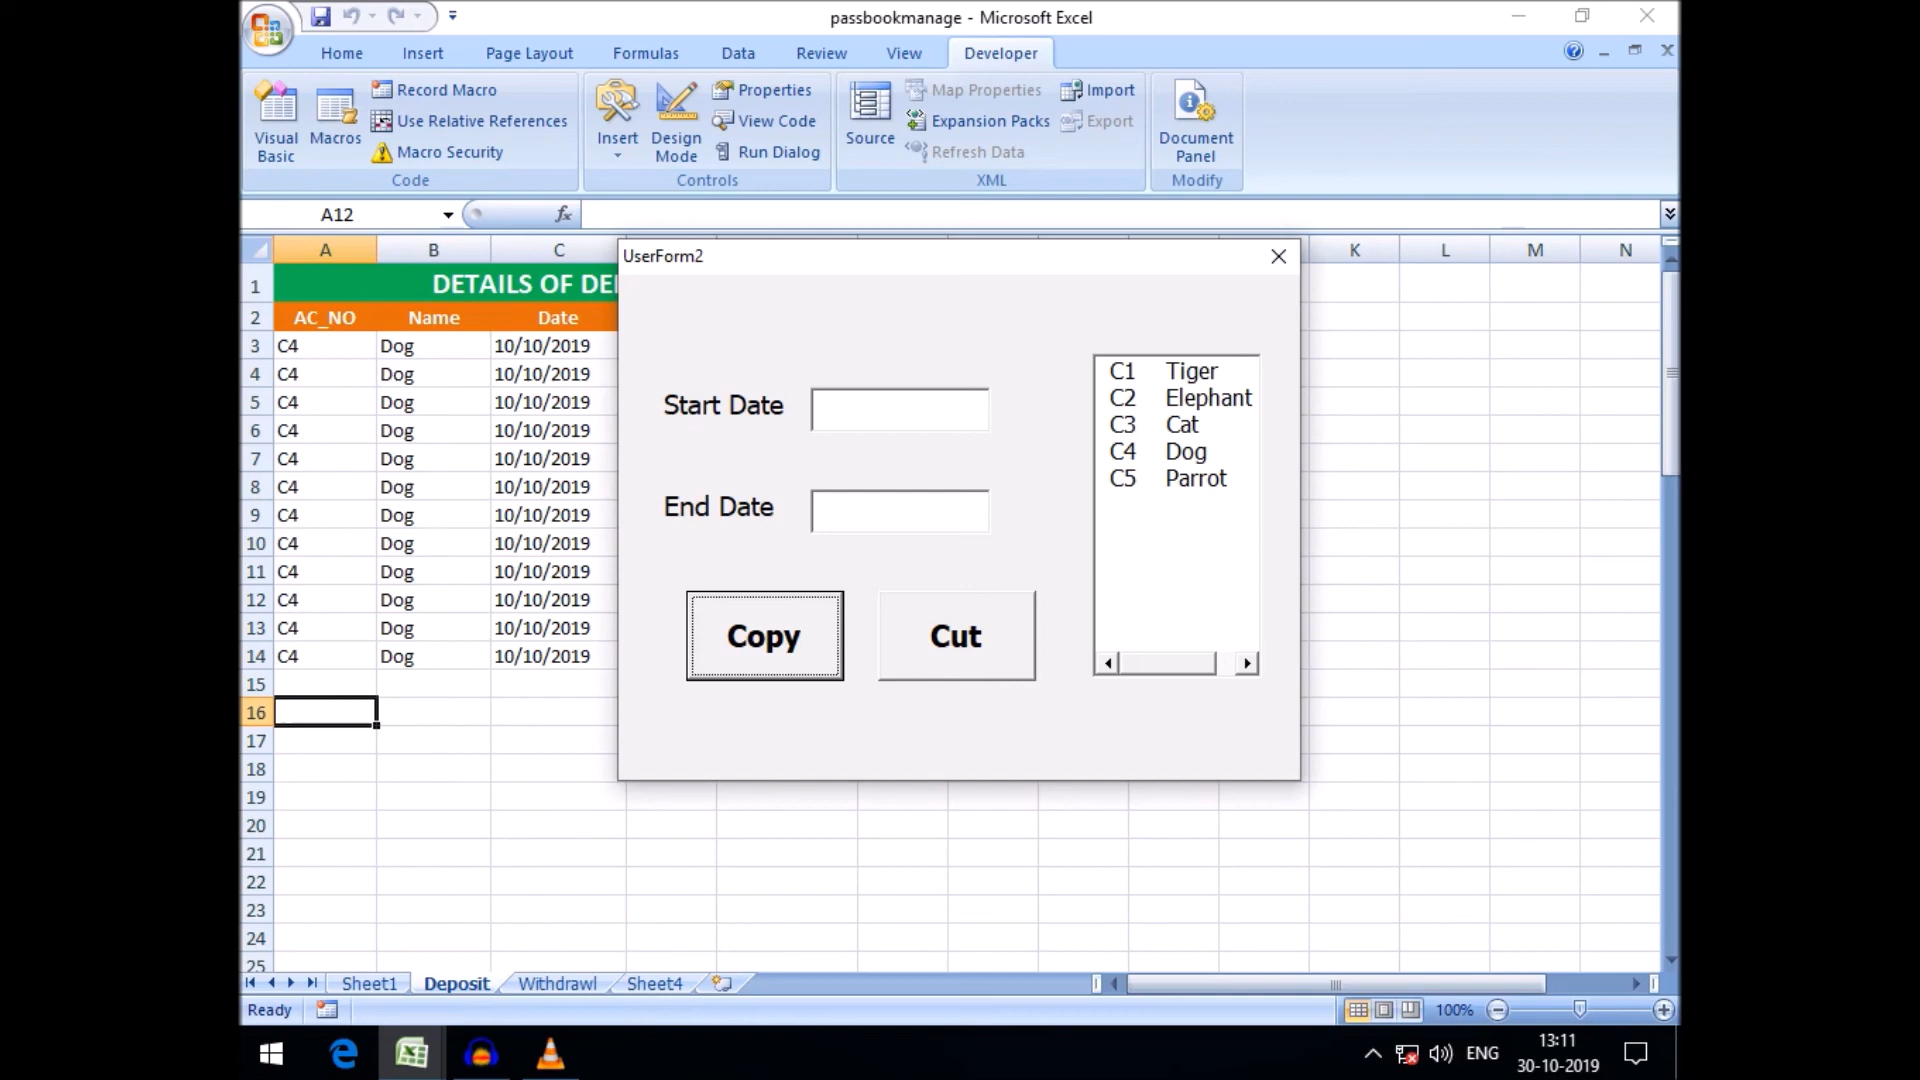 passbookmanage - Microsoft Excel
Home Insert Page Layout Formulas Data Review View Developer
Visual Basic
Macros
Record Macro
Use Relative References
Macro Security
Code
Insert
Design Mode
Properties
View Code
Run Dialog
Controls
Source
Map Properties
Expansion Packs
Refresh Data
Import
Export
XML
Document Panel
Modify
A12 fx
A B C K L M N
1 DETAILS OF DE
2 AC_NO Name Date
3 C4 Dog 10/10/2019
4 C4 Dog 10/10/2019
5 C4 Dog 10/10/2019
6 C4 Dog 10/10/2019
7 C4 Dog 10/10/2019
8 C4 Dog 10/10/2019
9 C4 Dog 10/10/2019
10 C4 Dog 10/10/2019
11 C4 Dog 10/10/2019
12 C4 Dog 10/10/2019
13 C4 Dog 10/10/2019
14 C4 Dog 10/10/2019
15
16
17
18
19
20
21
22
23
24
25
UserForm2
Start Date
End Date
Copy Cut
C1 Tiger
C2 Elephant
C3 Cat
C4 Dog
C5 Parrot
Sheet1 Deposit Withdrawl Sheet4
Ready 100%
ENG
13:11
30-10-2019